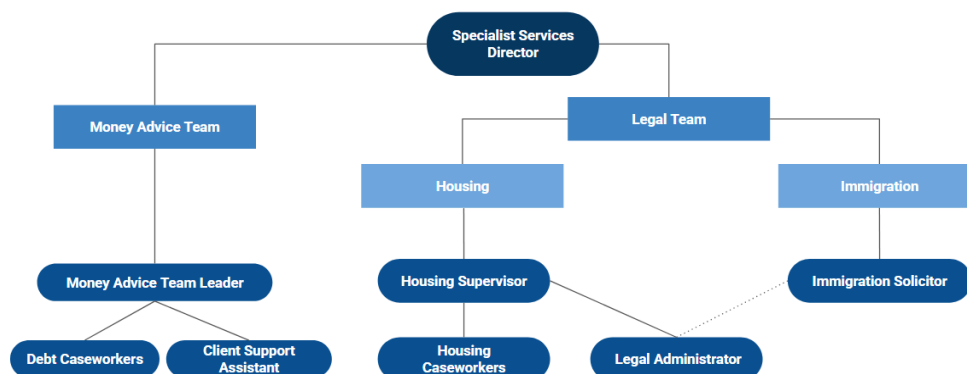 Specialist Services
Director
Money Advice Team
Legal Team
Housing
Immigration
Money Advice Team Leader
Housing Supervisor
Immigration Solicitor
Debt Caseworkers
Client Support
Assistant
Housing
Caseworkers
Legal Administrator